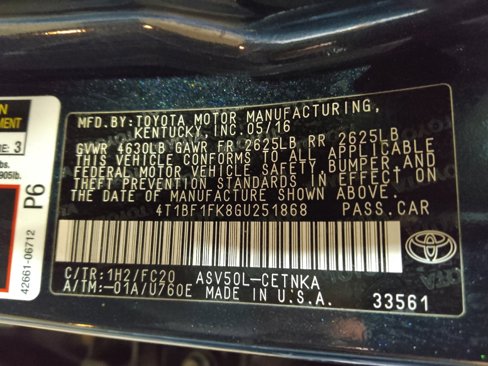 MFD.BY:TOYOTA MOTOR MANUFACTURING,
KENTUCKY, INC. 05/16
GVWR 4630LB GAWR FR 2625LB RR 2625LB
THIS VEHICLE CONFORMS TO ALL APPLICABLE
FEDERAL MOTOR VEHICLE SAFETY, BUMPER AND
THEFT PREVENTION STANDARDS IN EFFECT ON
THE DATE OF MANUFACTURE SHOWN ABOVE.
4T1BF1FK8GU251868 PASS.CAR
C/TR:1H2/FC20 ASV50L-CETNKA
A/TM:-01A/U760E MADE IN U.S.A. 33561
E: 3
bs.
905lb.
P6
42661-06712